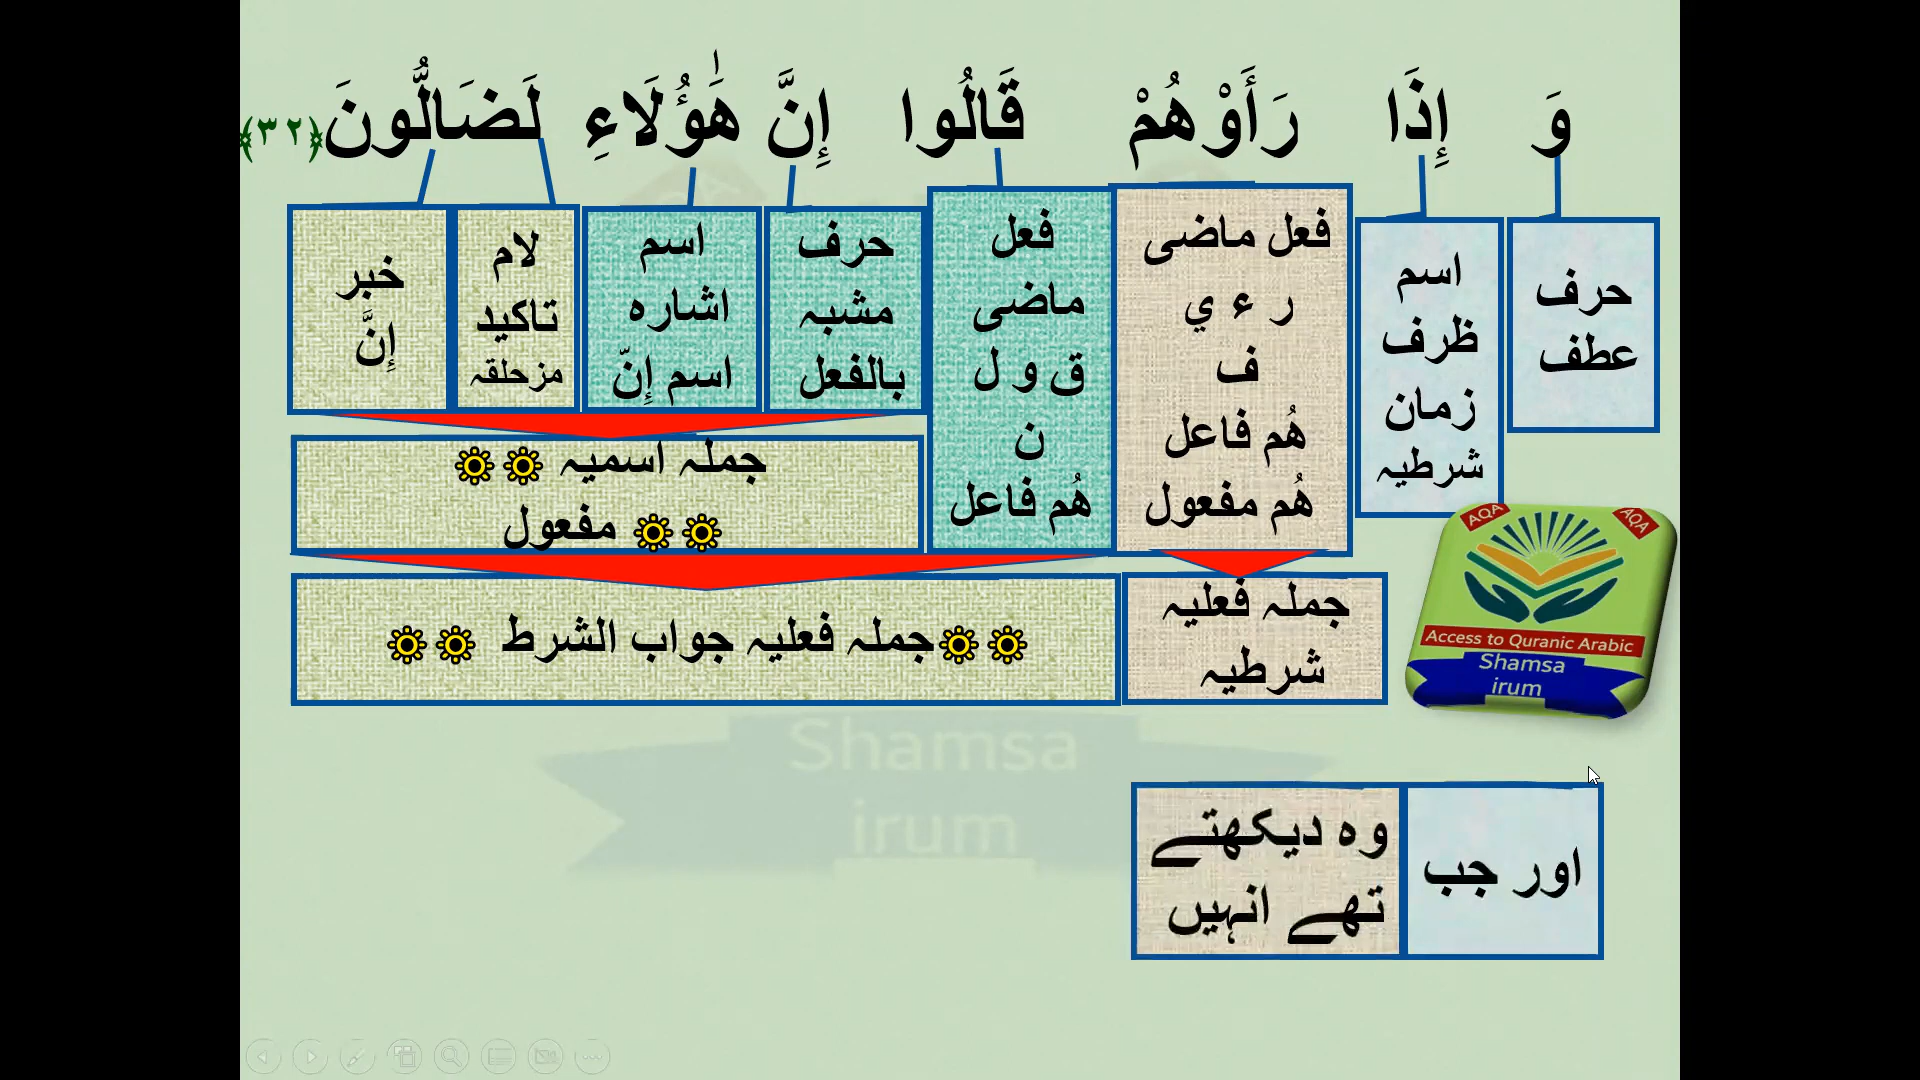 وَ إِذَا رَأَوْهُمْ قَالُوا إِنَّ هَٰؤُلَاءِ لَضَالُّونَ ﴿٣٢﴾
حرف
عطف
اسم
ظرف
زمان
شرطیہ
فعل ماضی
ر ء ي
ف
هُم فاعل
هُم مفعول
فعل
ماضی
ق و ل
ن
هُم فاعل
حرف
مشبہ
بالفعل
اسم
اشارہ
اسم إِنّ
لام
تاکید
مزحلقہ
خبر
إِنَّ
جملہ اسمیہ
مفعول
جملہ فعلیہ
شرطیہ
جملہ فعلیہ جواب الشرط
AQA
AQA
Access to Quranic Arabic
Shamsa
irum
Shamsa
irum
اور جب
وہ دیکھتے
تھے انہیں